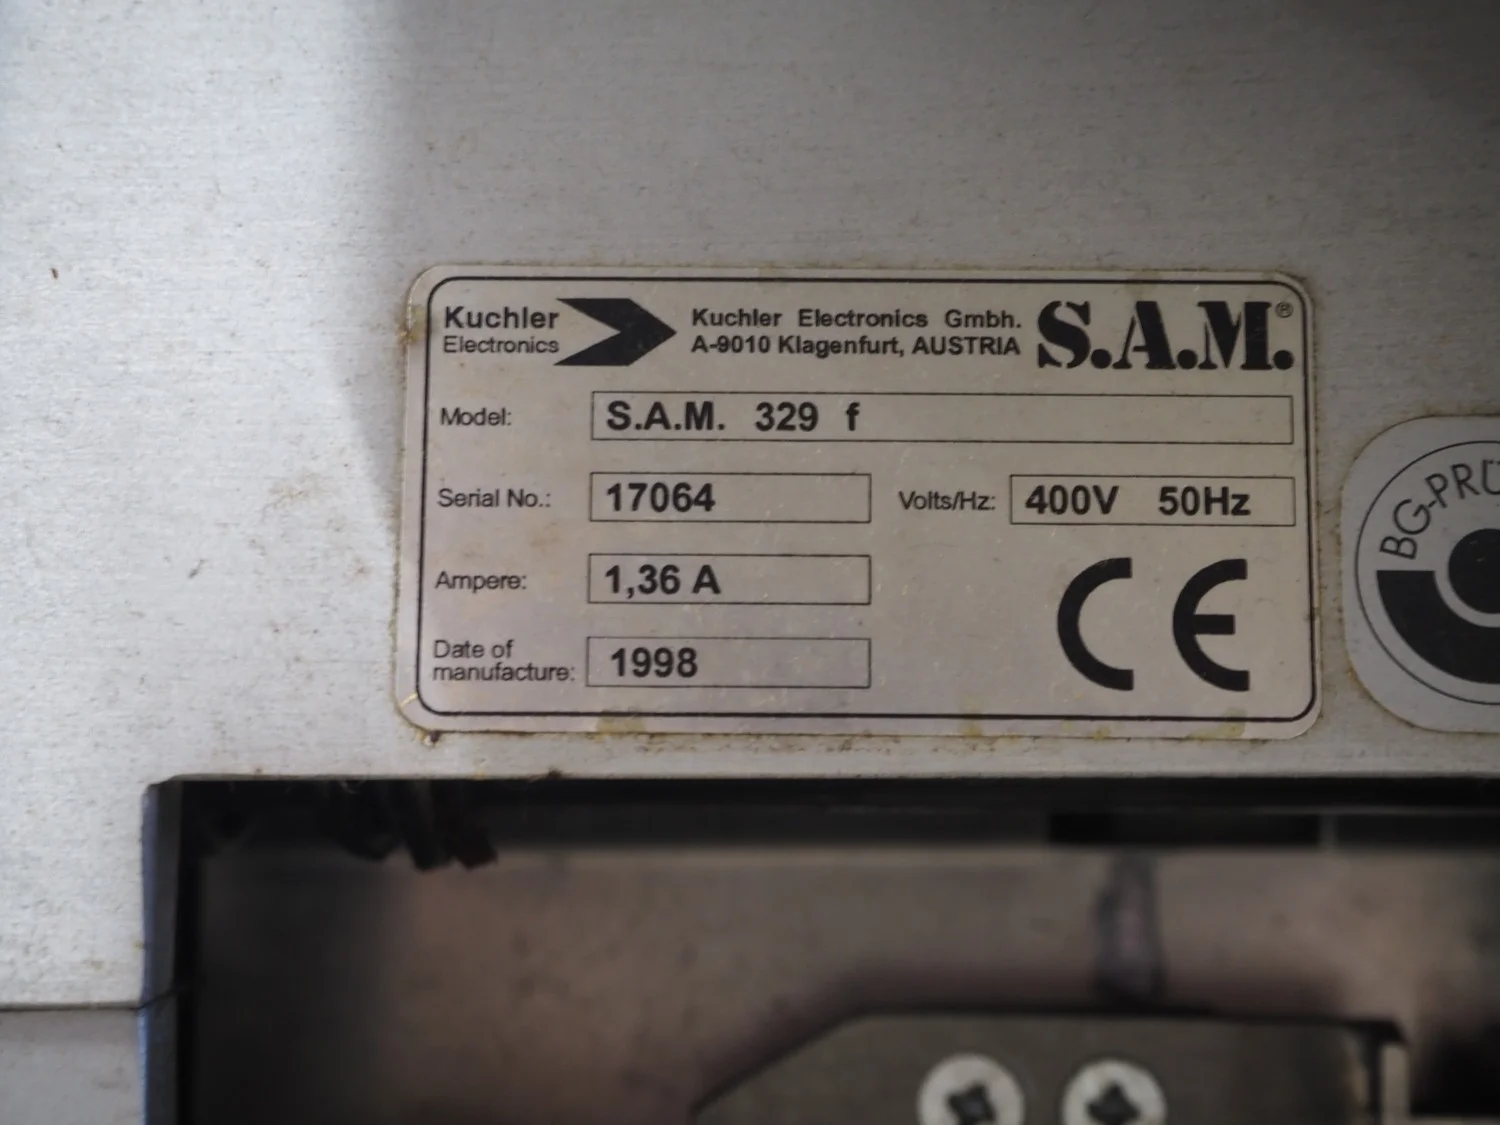 Kuchler
Electronics
Kuchler Electronics Gmbh.
A-9010 Klagenfurt, AUSTRIA
S.A.M.®
Model: S.A.M. 329 f
Serial No.: 17064 Volts/Hz: 400V 50Hz
Ampere: 1,36 A
CE
Date of
manufacture: 1998